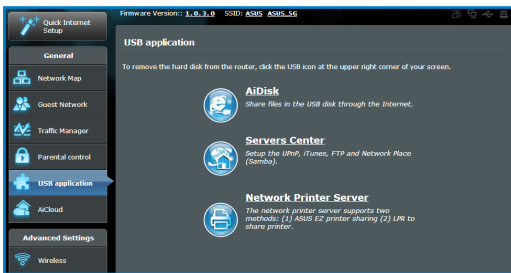 Quick Internet
Setup
Firmware Version:: 1.0.3.0 SSID: ASUS ASUS_5G
USB application
General
To remove the hard disk from the router, click the USB icon at the upper right corner of your screen.
Network Map
AiDisk
Share files in the USB disk through the Internet.
Guest Network
Traffic Manager
Servers Center
Setup the UPnP, iTunes, FTP and Network Place
(Samba).
Parental control
USB application
Network Printer Server
The network printer server supports two
methods: (1) ASUS EZ printer sharing (2) LPR to
share printer.
AiCloud
Advanced Settings
Wireless